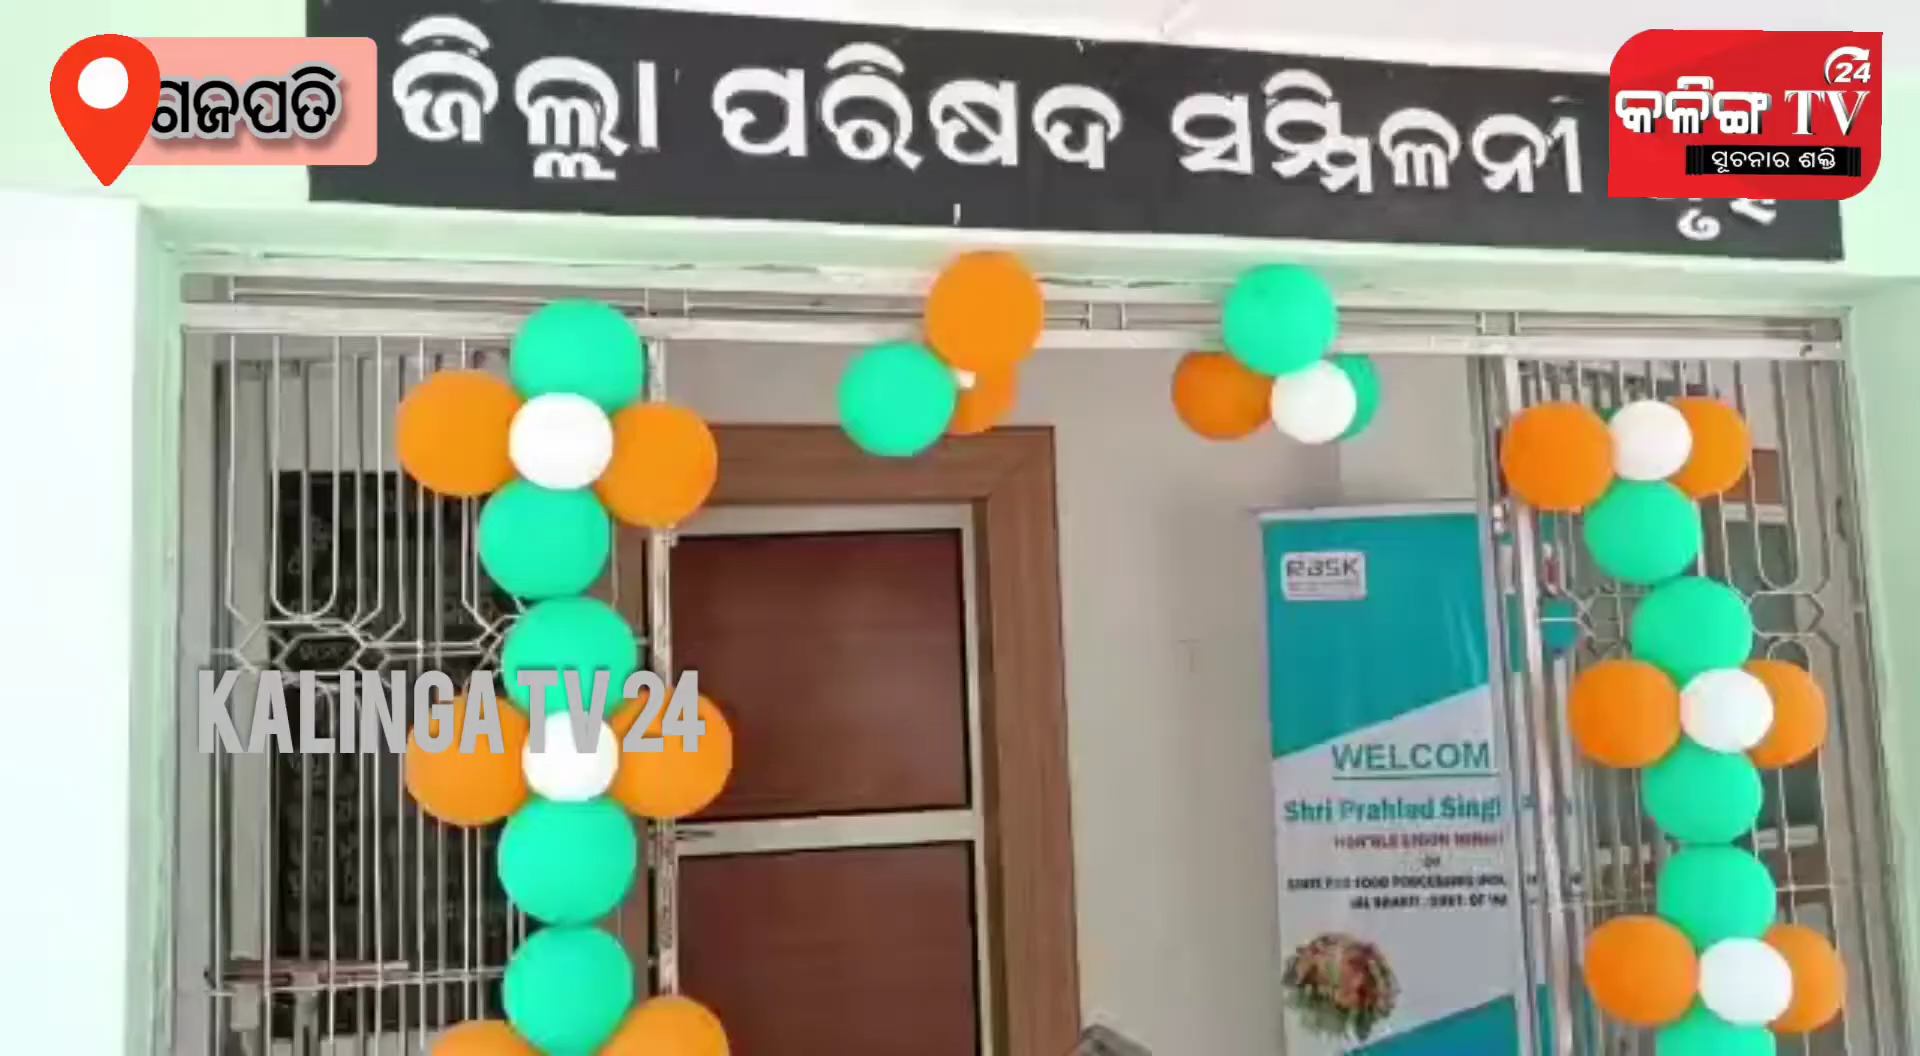 ଗଜପତି
ଜିଲ୍ଲା ପରିଷଦ ସମ୍ମିଳନୀ
24
କଳିଙ୍ଗ TV
ସୂଚନାର ଶକ୍ତି
RBSK
KALINGA TV 24
WELCOM
Shri Prahlad Singh